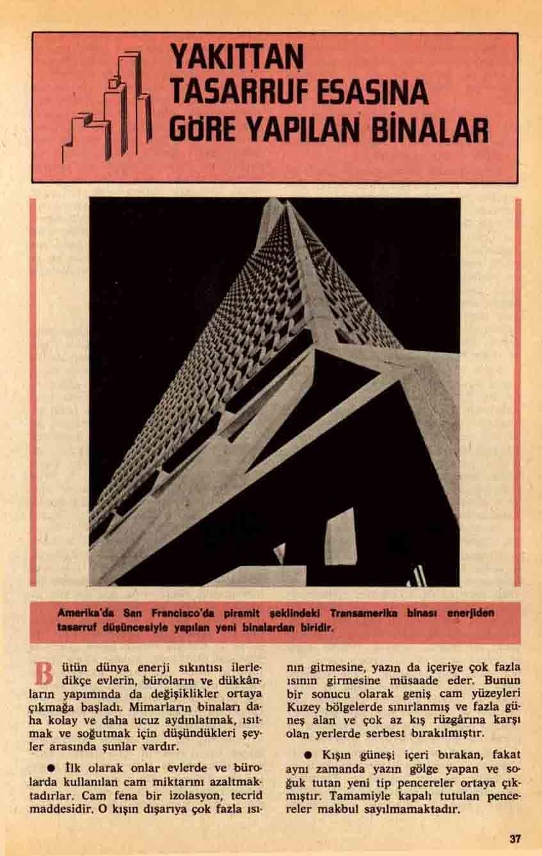 YAKITTAN
TASARRUF ESASINA
GÖRE YAPILAN BİNALAR
Amerika'da San Francisco'da piramit şeklindeki Transamerika binası enerjiden
tasarruf düşüncesiyle yapılan yeni binalardan biridir.
Bütün dünya enerji sıkıntısı ilerle-
dikçe evlerin, büroların ve dükkân-
ların yapımında da değişiklikler ortaya
çıkmağa başladı. Mimarların binaları da-
ha kolay ve daha ucuz aydınlatmak, ısıt-
mak ve soğutmak için düşündükleri şey-
ler arasında şunlar vardır.
● İlk olarak onlar evlerde ve büro-
larda kullanılan cam miktarını azaltmak-
tadırlar. Cam fena bir izolasyon, tecrid
maddesidir. O kışın dışarıya çok fazla ısı-
nın gitmesine, yazın da içeriye çok fazla
ısının girmesine müsaade eder. Bunun
bir sonucu olarak geniş cam yüzeyleri
Kuzey bölgelerde sınırlanmış ve fazla gü-
neş alan ve çok az kış rüzgârına karşı
olan yerlerde serbest bırakılmıştır.
● Kışın güneşi içeri bırakan, fakat
aynı zamanda yazın gölge yapan ve so-
ğuk tutan yeni tip pencereler ortaya çık-
mıştır. Tamamiyle kapalı tutulan pence-
reler makbul sayılmamaktadır.
37